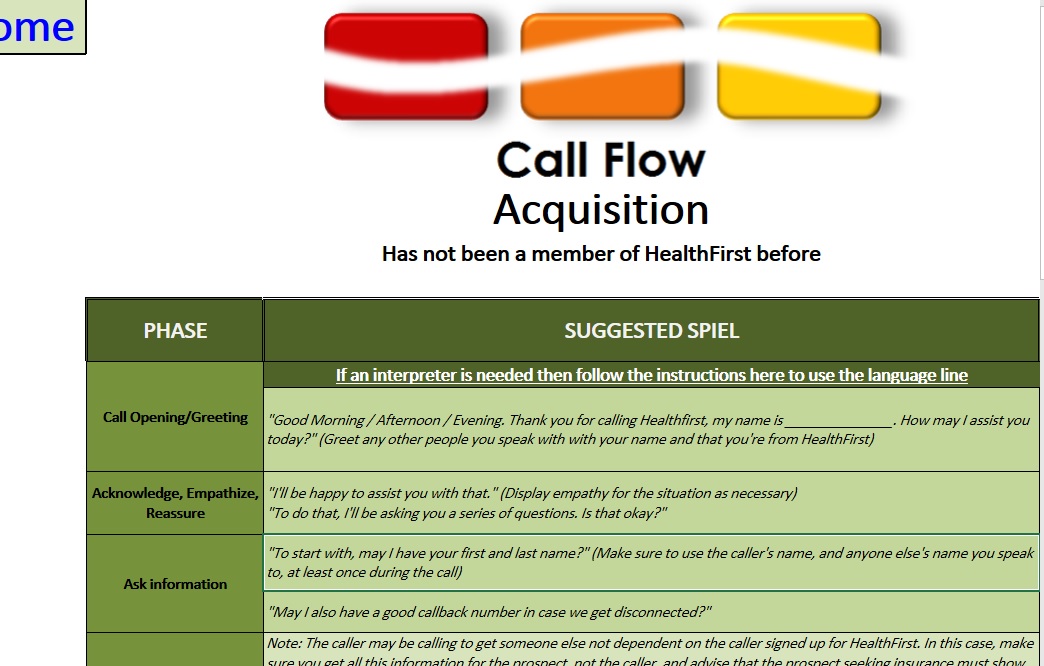 ome
Call Flow
Acquisition
Has not been a member of HealthFirst before
PHASE
SUGGESTED SPIEL
If an interpreter is needed then follow the instructions here to use the language line
Call Opening/Greeting
"Good Morning / Afternoon / Evening. Thank you for calling Healthfirst, my name is ______________ . How may I assist you
today?" (Greet any other people you speak with with your name and that you're from HealthFirst)
Acknowledge, Empathize,
Reassure
"I'll be happy to assist you with that." (Display empathy for the situation as necessary)
"To do that, I'll be asking you a series of questions. Is that okay?"
Ask information
"To start with, may I have your first and last name?" (Make sure to use the caller's name, and anyone else's name you speak
to, at least once during the call)
"May I also have a good callback number in case we get disconnected?"
Note: The caller may be calling to get someone else not dependent on the caller signed up for HealthFirst. In this case, make
sure you get all this information for the prospect, not the caller, and advise that the prospect seeking insurance must show